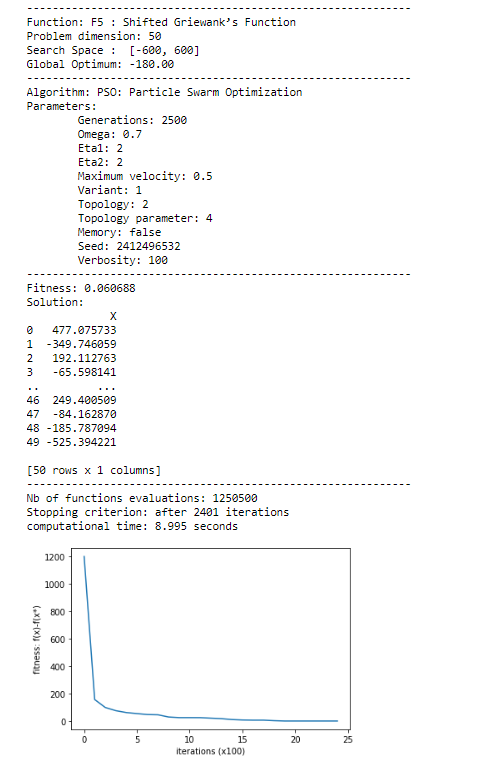 --------------------------------------------------------------
Function: F5 : Shifted Griewank’s Function
Problem dimension: 50
Search Space :  [-600, 600]
Global Optimum: -180.00
--------------------------------------------------------------
Algorithm: PSO: Particle Swarm Optimization
Parameters:
Generations: 2500
Omega: 0.7
Eta1: 2
Eta2: 2
Maximum velocity: 0.5
Variant: 1
Topology: 2
Topology parameter: 4
Memory: false
Seed: 2412496532
Verbosity: 100
--------------------------------------------------------------
Fitness: 0.060688
Solution:
X
0   477.075733
1  -349.746059
2   192.112763
3   -65.598141
..         ...
46  249.400509
47  -84.162870
48 -185.787094
49 -525.394221
[50 rows x 1 columns]
--------------------------------------------------------------
Nb of functions evaluations: 1250500
Stopping criterion: after 2401 iterations
computational time: 8.995 seconds
1200
1000
800
600
400
200
0
fitness: f(x)-f(x*)
0 5 10 15 20 25
iterations (x100)